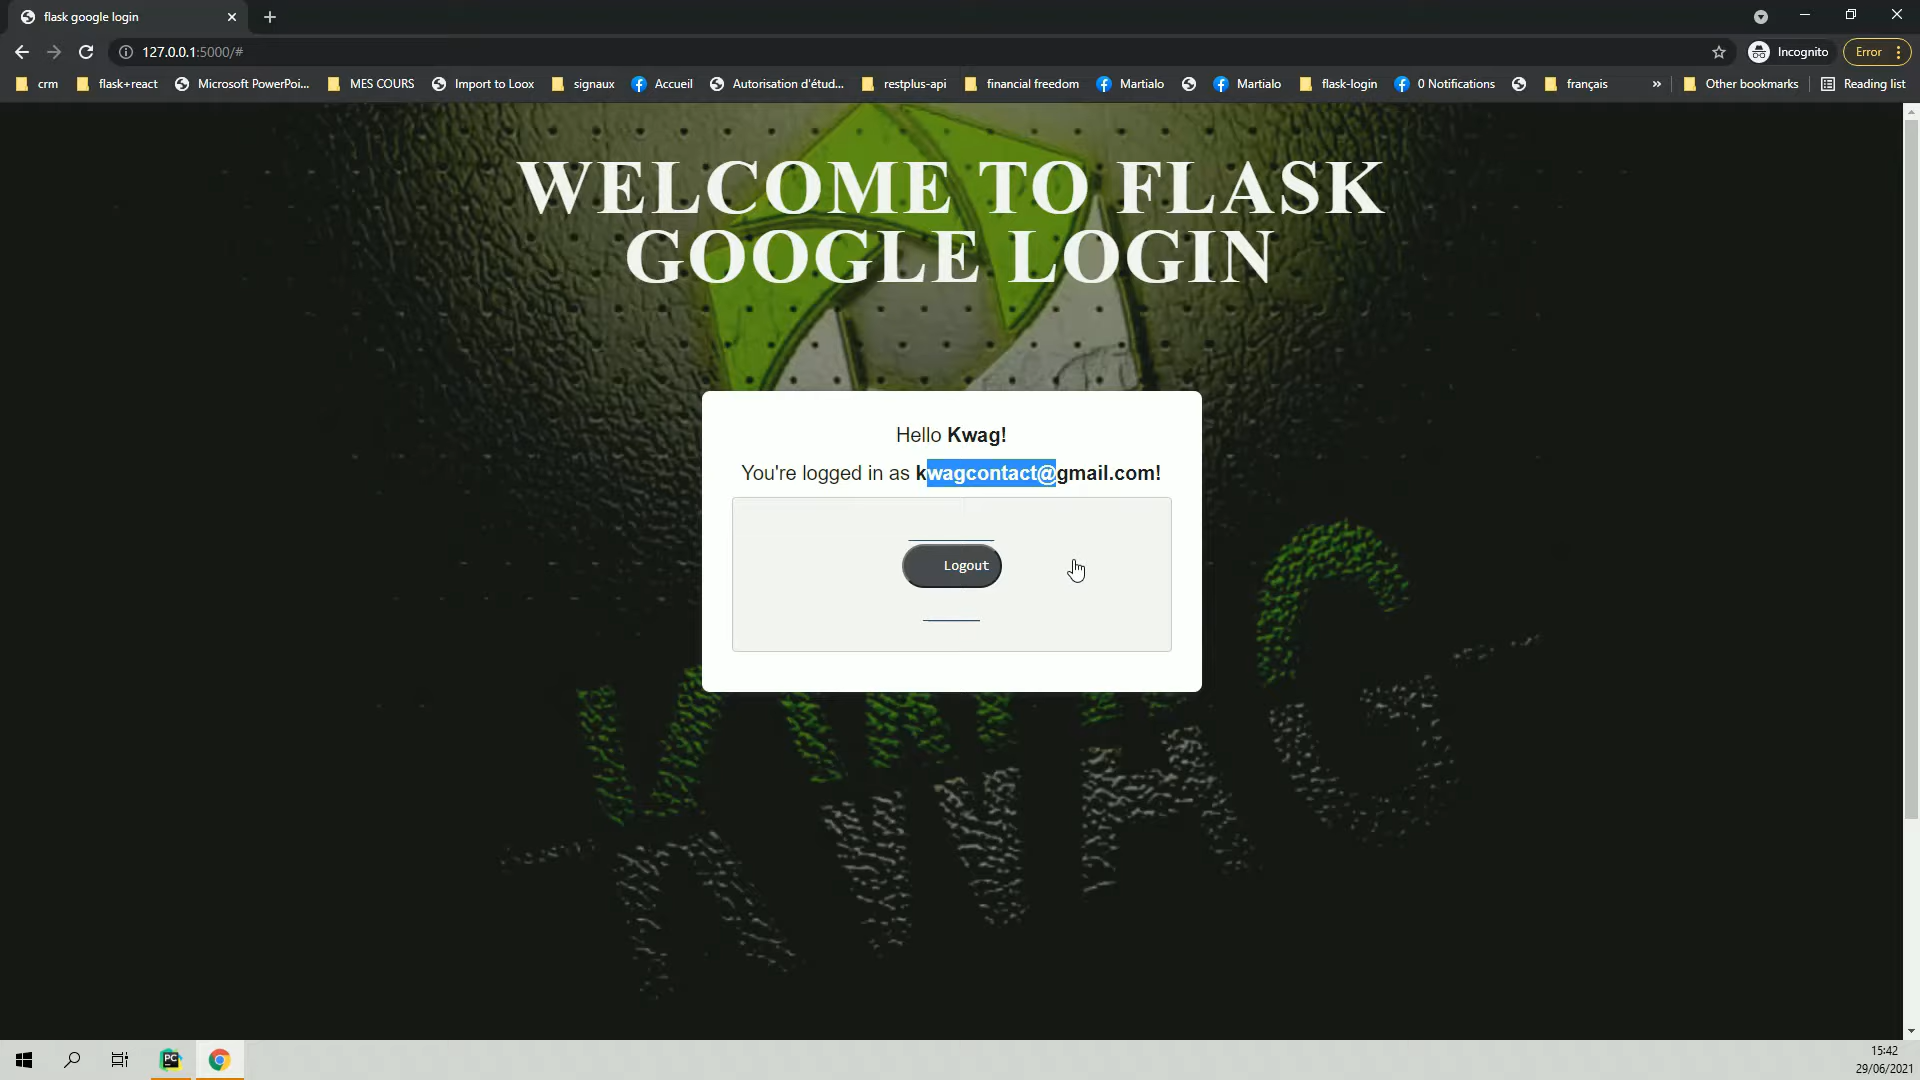 flask google login
127.0.0.1:5000/#
Incognito
Error
crm
flask+react
Microsoft PowerPoi...
MES COURS
Import to Loox
signaux
Accueil
Autorisation d'étud...
restplus-api
financial freedom
Martialo
Martialo
flask-login
0 Notifications
français
»
Other bookmarks
Reading list
WELCOME TO FLASK
GOOGLE LOGIN
Hello Kwag!
You're logged in as kwagcontact@gmail.com!
Logout
KWAG
PC
15:42
29/06/2021